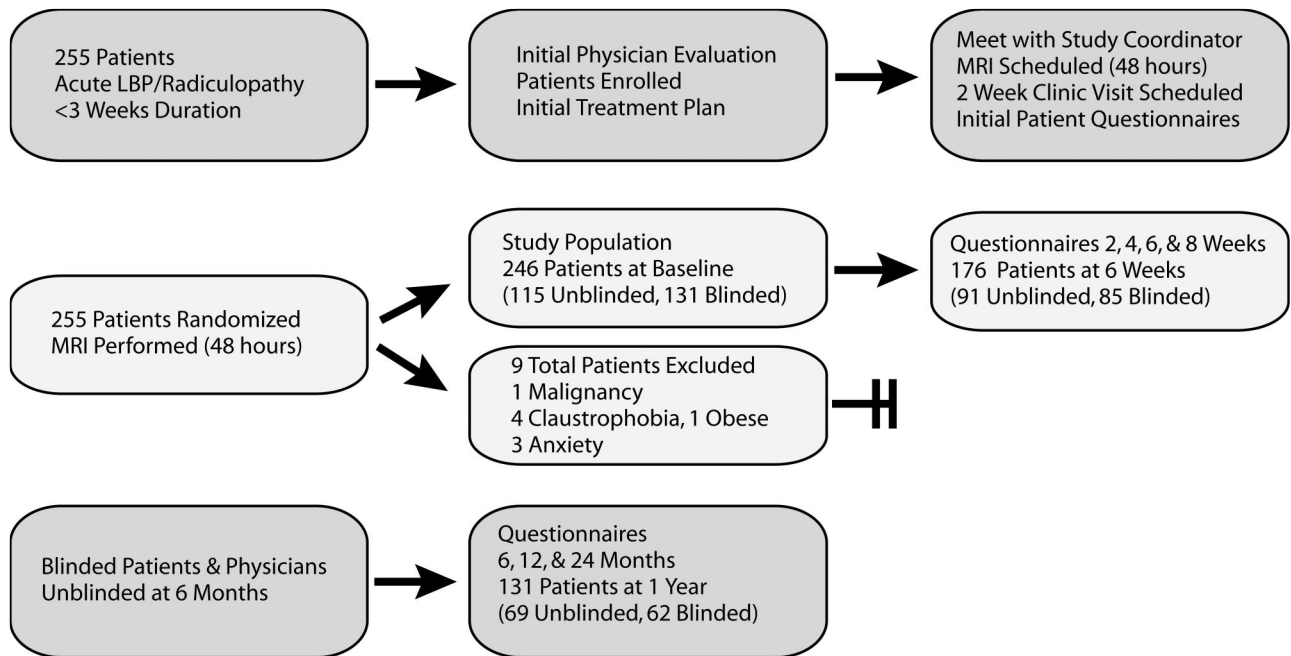 255 Patients
Acute LBP/Radiculopathy
<3 Weeks Duration
Initial Physician Evaluation
Patients Enrolled
Initial Treatment Plan
Meet with Study Coordinator
MRI Scheduled (48 hours)
2 Week Clinic Visit Scheduled
Initial Patient Questionnaires
255 Patients Randomized
MRI Performed (48 hours)
Study Population
246 Patients at Baseline
(115 Unblinded, 131 Blinded)
Questionnaires 2, 4, 6, & 8 Weeks
176 Patients at 6 Weeks
(91 Unblinded, 85 Blinded)
9 Total Patients Excluded
1 Malignancy
4 Claustrophobia, 1 Obese
3 Anxiety
Blinded Patients & Physicians
Unblinded at 6 Months
Questionnaires
6, 12, & 24 Months
131 Patients at 1 Year
(69 Unblinded, 62 Blinded)